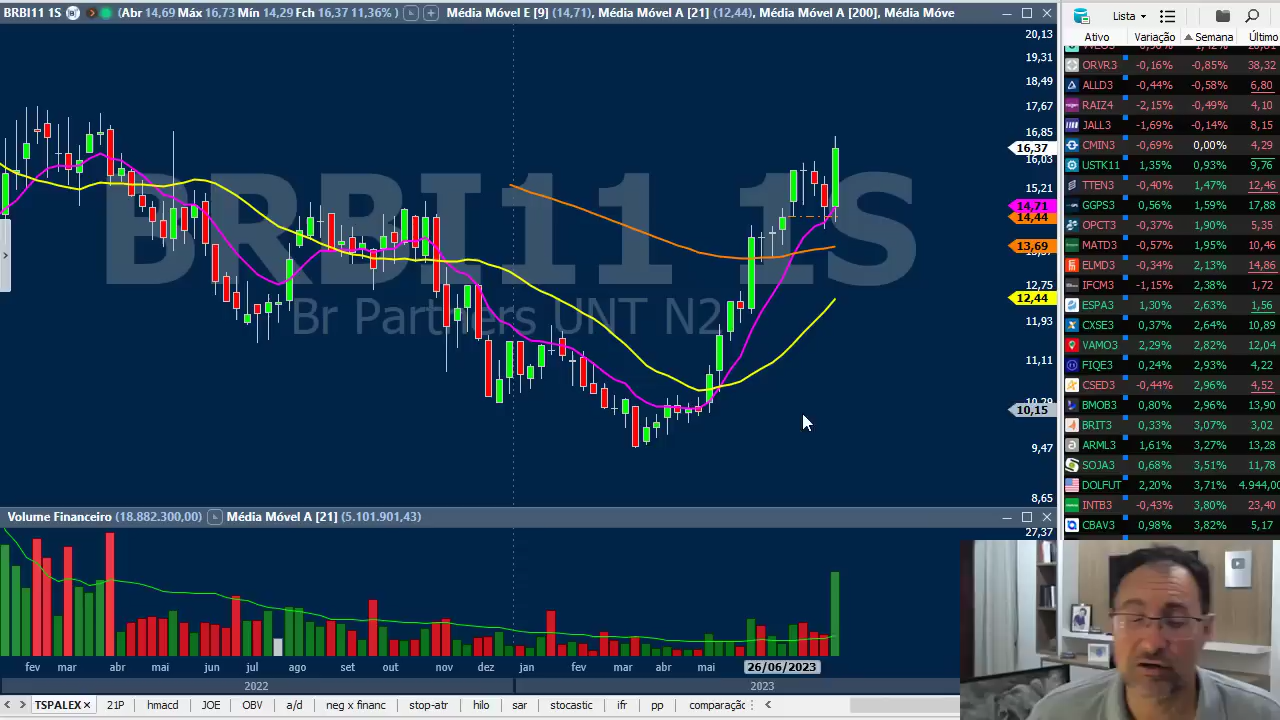 BRBI11 1S (Abr 14,69 Máx 16,73 Mín 14,29 Fch 16,37 11,36%) Média Móvel E [9] (14,71), Média Móvel A [21] (12,44), Média Móvel A [200], Média Move
BRBI11 1S
Br Partners UNT N2
20,13
19,31
18,49
17,67
16,85
16,37
16,03
15,21
14,71
14,44
13,69
12,75
12,44
11,93
11,11
10,15
9,47
8,65
Volume Financeiro (18.882.300,00) Média Móvel A [21] (5.101.901,43)
27,37
fev mar abr mai jun jul ago set out nov dez jan fev mar abr mai 26/06/2023
2022 2023
TSPALEX × 21P hmacd JOE OBV a/d neg x financ stop-atr hilo sar stocastic ifr pp comparaçã
Lista
Ativo Variação Semana Último
ORVR3 -0,16% -0,85% 38,32
ALLD3 -0,44% -0,58% 6,80
RAIZ4 -2,15% -0,49% 4,10
JALL3 -1,69% -0,14% 8,15
CMIN3 -0,69% 0,00% 4,29
USTK11 1,35% 0,93% 9,76
TTEN3 -0,40% 1,47% 12,46
GGPS3 0,56% 1,59% 17,88
OPCT3 -0,37% 1,90% 5,35
MATD3 -0,57% 1,95% 10,46
ELMD3 -0,34% 2,13% 14,86
IFCM3 -1,15% 2,38% 1,72
ESPA3 1,30% 2,63% 1,56
CXSE3 0,37% 2,64% 10,89
VAMO3 2,29% 2,82% 12,04
FIQE3 0,24% 2,93% 4,22
CSED3 -0,44% 2,96% 4,52
BMOB3 0,80% 2,96% 13,90
BRIT3 0,33% 3,07% 3,02
ARML3 1,61% 3,27% 13,28
SOJA3 0,68% 3,51% 11,78
DOLFUT 2,20% 3,71% 4.944,00
INTB3 -0,43% 3,80% 23,40
CBAV3 0,98% 3,82% 5,17